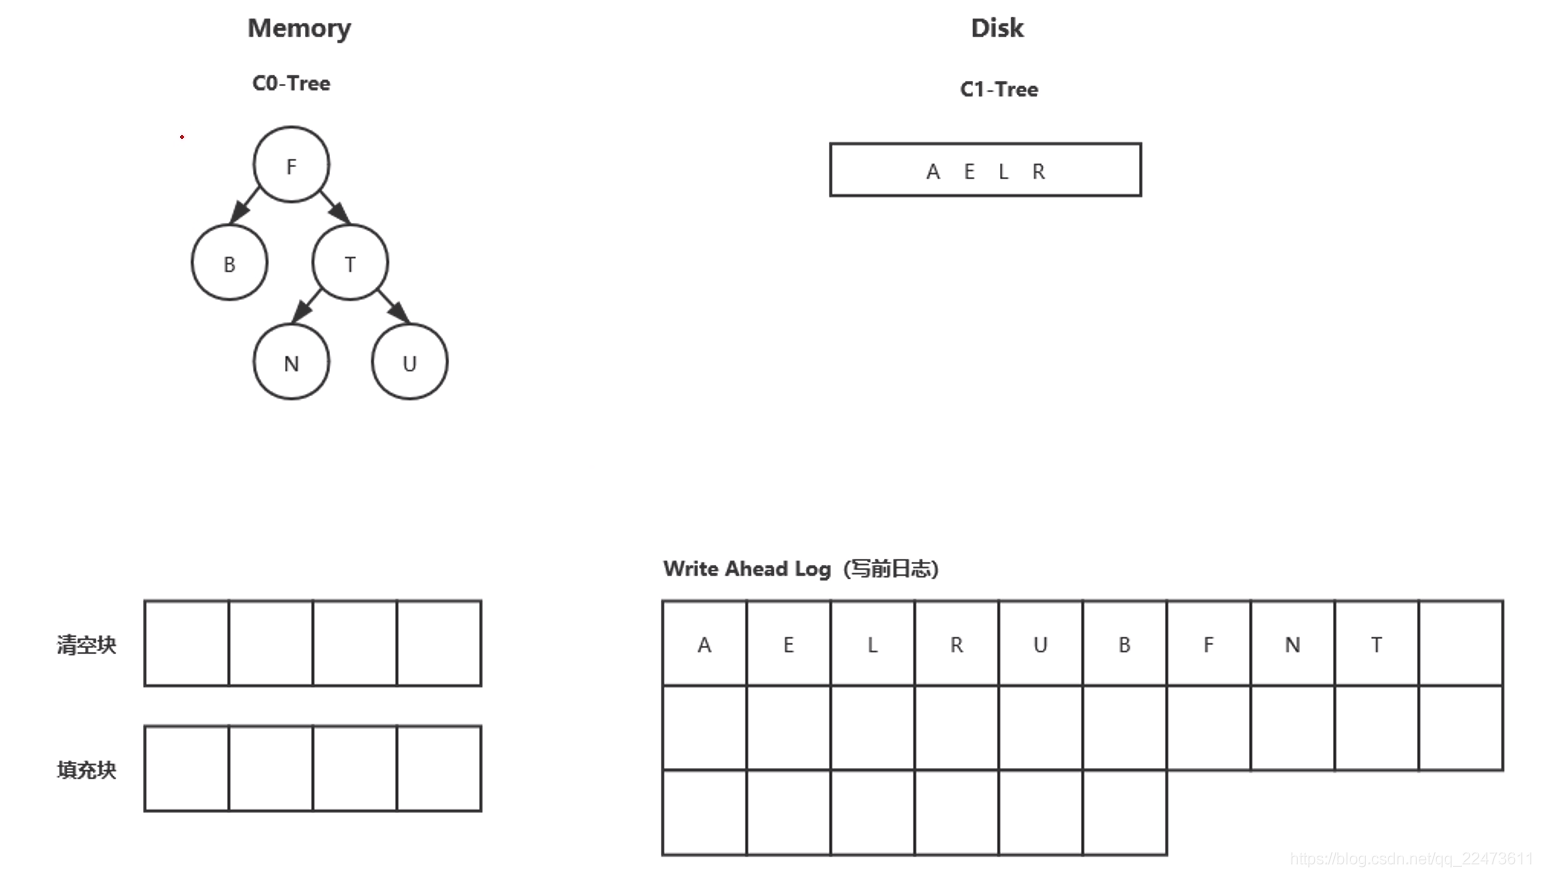 Memory
Disk
C0-Tree
C1-Tree
F
A E L R
B T
N U
Write Ahead Log (写前日志)
清空块
A E L R U B F N T
填充块
https://blog.csdn.net/qq_22473611